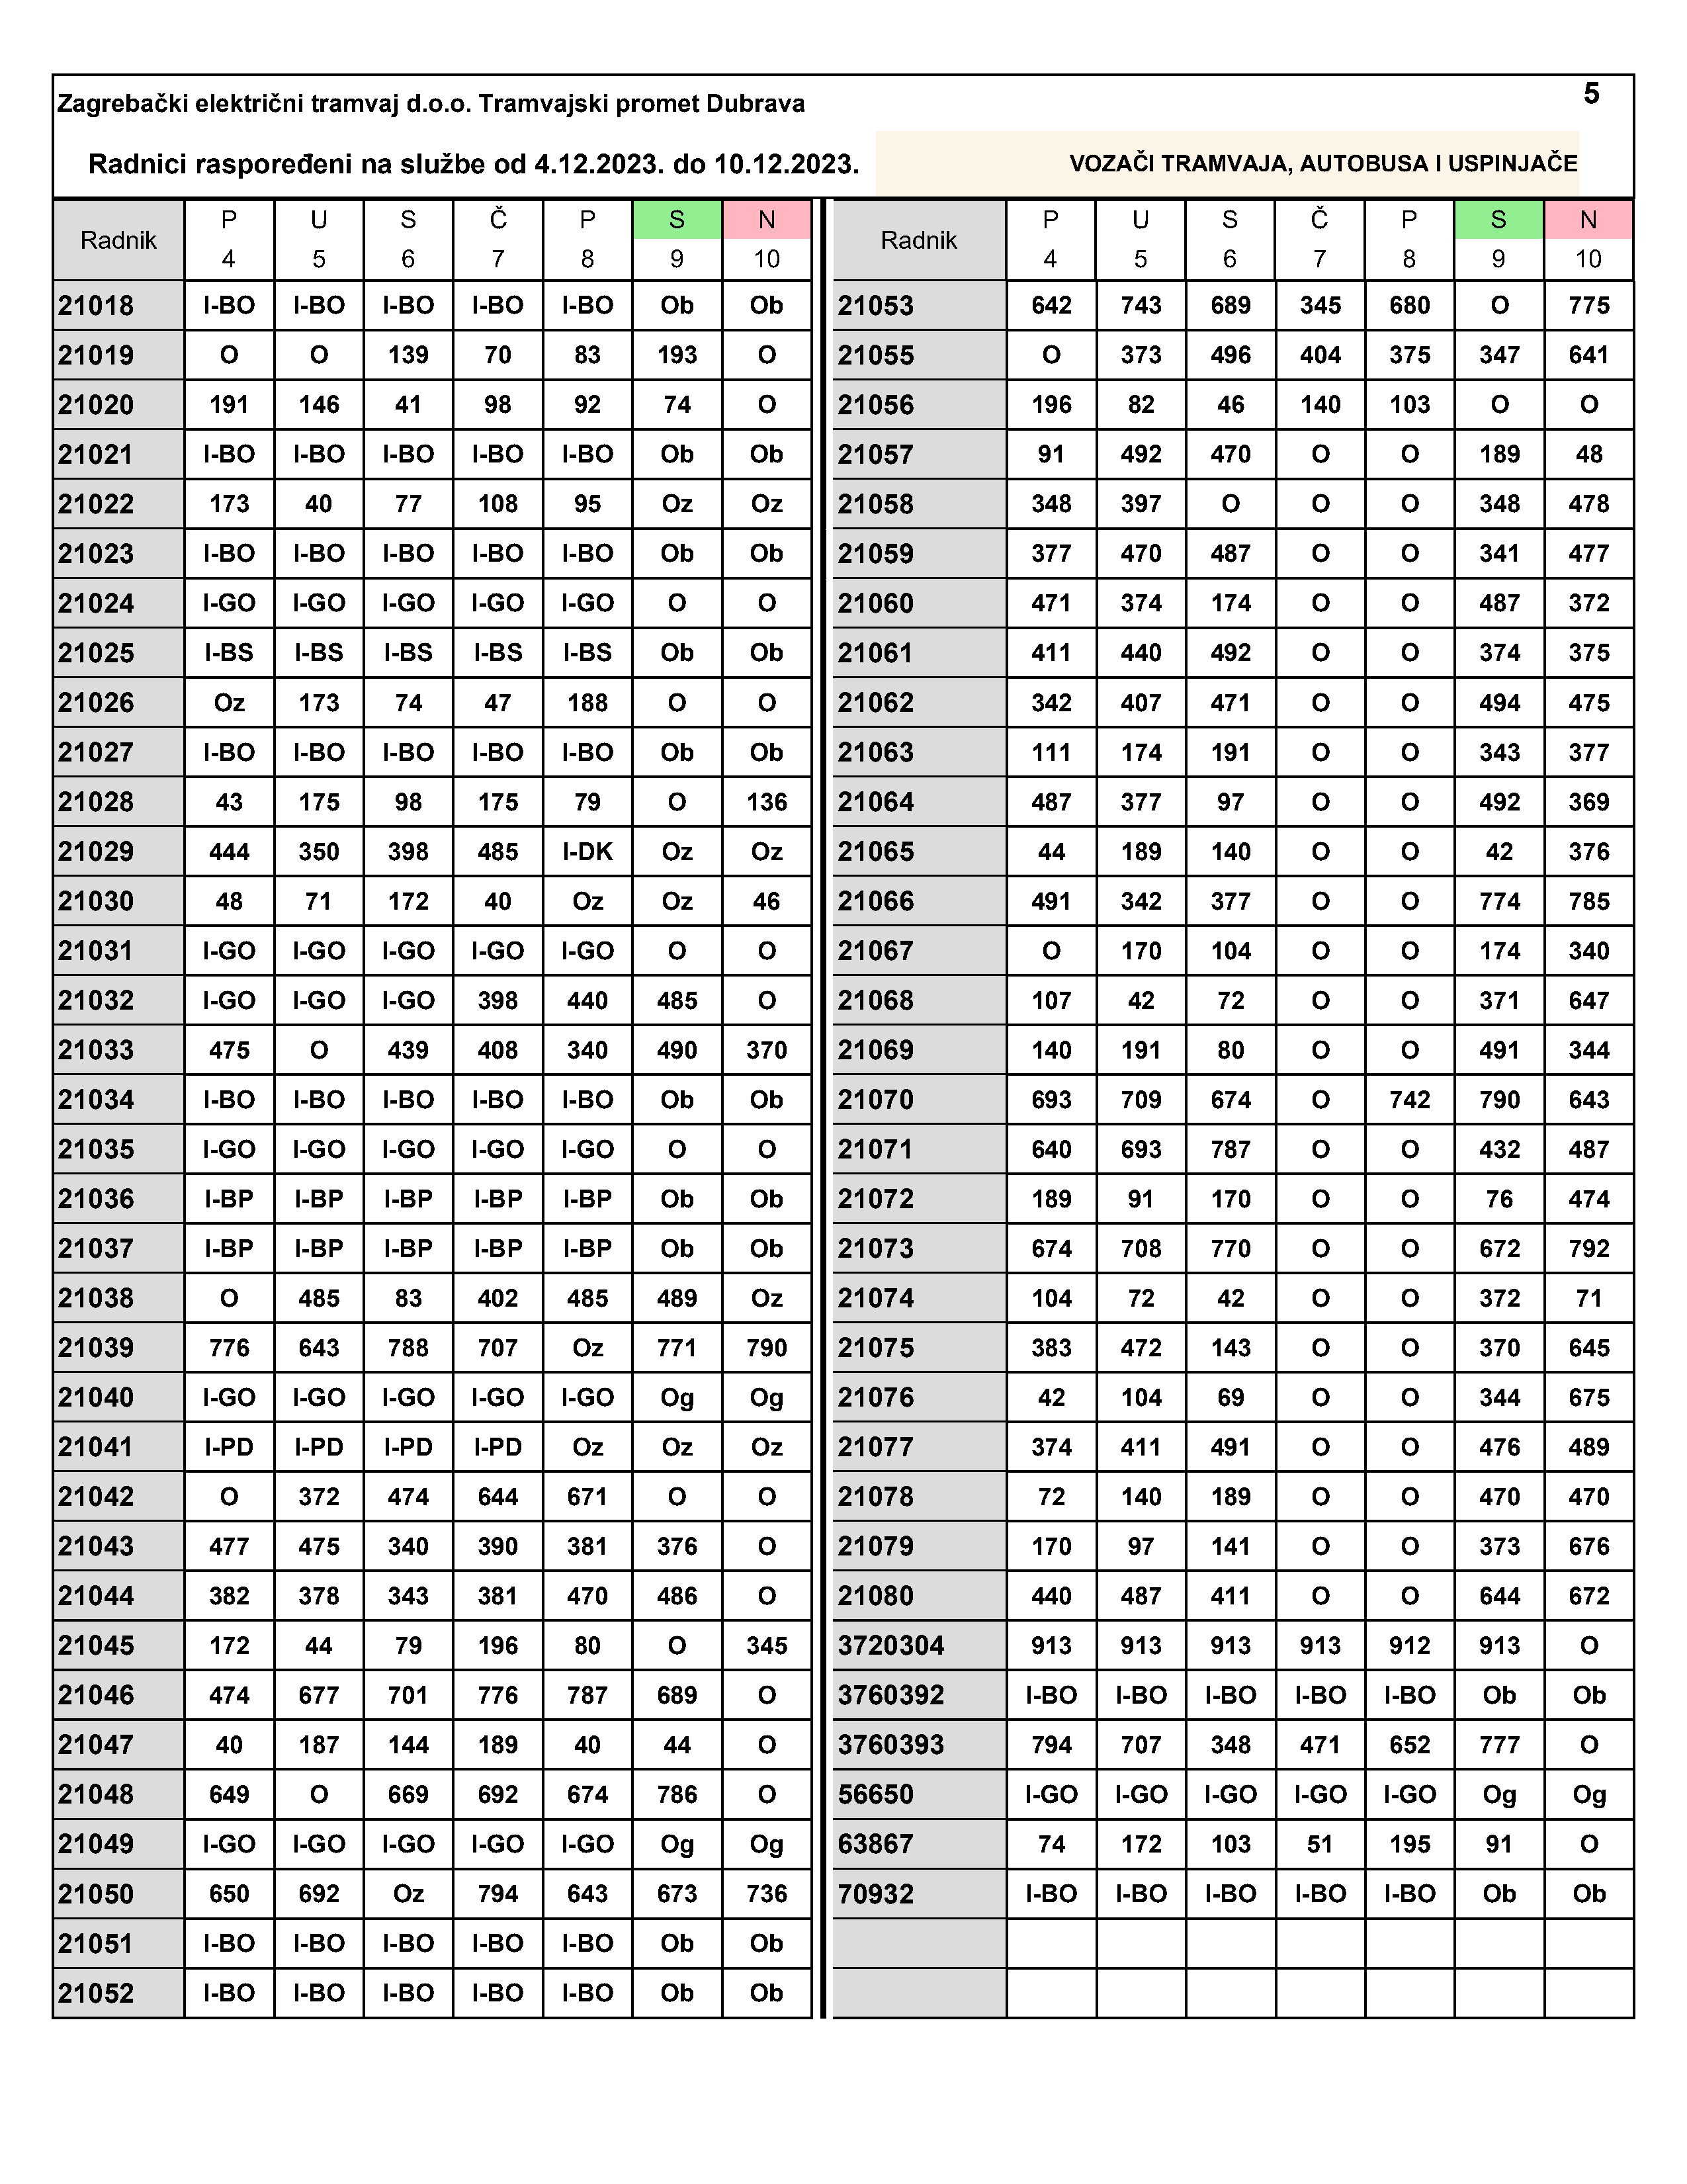 5
Zagrebački električni tramvaj d.o.o. Tramvajski promet Dubrava
Radnici raspoređeni na službe od 4.12.2023. do 10.12.2023. VOZAČI TRAMVAJA, AUTOBUSA I USPINJAČE
Radnik P U S Č P S N Radnik P U S Č P S N
4 5 6 7 8 9 10 4 5 6 7 8 9 10
21018 I-BO I-BO I-BO I-BO I-BO Ob Ob 21053 642 743 689 345 680 O 775
21019 O O 139 70 83 193 O 21055 O 373 496 404 375 347 641
21020 191 146 41 98 92 74 O 21056 196 82 46 140 103 O O
21021 I-BO I-BO I-BO I-BO I-BO Ob Ob 21057 91 492 470 O O 189 48
21022 173 40 77 108 95 Oz Oz 21058 348 397 O O O 348 478
21023 I-BO I-BO I-BO I-BO I-BO Ob Ob 21059 377 470 487 O O 341 477
21024 I-GO I-GO I-GO I-GO I-GO O O 21060 471 374 174 O O 487 372
21025 I-BS I-BS I-BS I-BS I-BS Ob Ob 21061 411 440 492 O O 374 375
21026 Oz 173 74 47 188 O O 21062 342 407 471 O O 494 475
21027 I-BO I-BO I-BO I-BO I-BO Ob Ob 21063 111 174 191 O O 343 377
21028 43 175 98 175 79 O 136 21064 487 377 97 O O 492 369
21029 444 350 398 485 I-DK Oz Oz 21065 44 189 140 O O 42 376
21030 48 71 172 40 Oz Oz 46 21066 491 342 377 O O 774 785
21031 I-GO I-GO I-GO I-GO I-GO O O 21067 O 170 104 O O 174 340
21032 I-GO I-GO I-GO 398 440 485 O 21068 107 42 72 O O 371 647
21033 475 O 439 408 340 490 370 21069 140 191 80 O O 491 344
21034 I-BO I-BO I-BO I-BO I-BO Ob Ob 21070 693 709 674 O 742 790 643
21035 I-GO I-GO I-GO I-GO I-GO O O 21071 640 693 787 O O 432 487
21036 I-BP I-BP I-BP I-BP I-BP Ob Ob 21072 189 91 170 O O 76 474
21037 I-BP I-BP I-BP I-BP I-BP Ob Ob 21073 674 708 770 O O 672 792
21038 O 485 83 402 485 489 Oz 21074 104 72 42 O O 372 71
21039 776 643 788 707 Oz 771 790 21075 383 472 143 O O 370 645
21040 I-GO I-GO I-GO I-GO I-GO Og Og 21076 42 104 69 O O 344 675
21041 I-PD I-PD I-PD I-PD Oz Oz Oz 21077 374 411 491 O O 476 489
21042 O 372 474 644 671 O O 21078 72 140 189 O O 470 470
21043 477 475 340 390 381 376 O 21079 170 97 141 O O 373 676
21044 382 378 343 381 470 486 O 21080 440 487 411 O O 644 672
21045 172 44 79 196 80 O 345 3720304 913 913 913 913 912 913 O
21046 474 677 701 776 787 689 O 3760392 I-BO I-BO I-BO I-BO I-BO Ob Ob
21047 40 187 144 189 40 44 O 3760393 794 707 348 471 652 777 O
21048 649 O 669 692 674 786 O 56650 I-GO I-GO I-GO I-GO I-GO Og Og
21049 I-GO I-GO I-GO I-GO I-GO Og Og 63867 74 172 103 51 195 91 O
21050 650 692 Oz 794 643 673 736 70932 I-BO I-BO I-BO I-BO I-BO Ob Ob
21051 I-BO I-BO I-BO I-BO I-BO Ob Ob
21052 I-BO I-BO I-BO I-BO I-BO Ob Ob